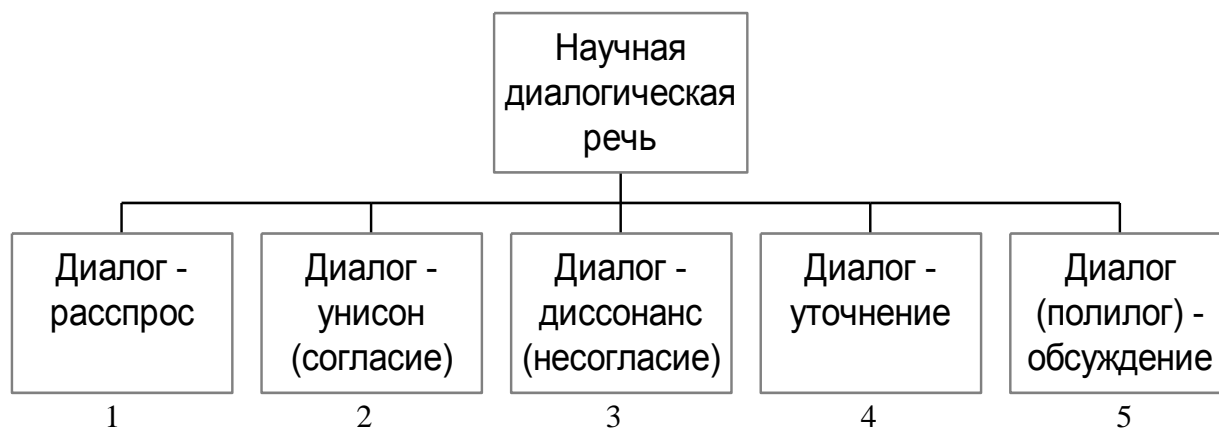 Научная
диалогическая
речь
Диалог -
расспрос
Диалог -
унисон
(согласие)
Диалог -
диссонанс
(несогласие)
Диалог -
уточнение
Диалог
(полилог) -
обсуждение
1
2
3
4
5